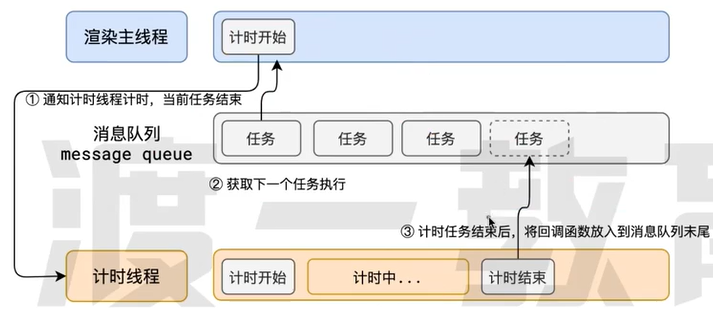 渲染主线程
计时开始
① 通知计时线程计时，当前任务结束
消息队列
message queue
任务
任务
任务
任务
② 获取下一个任务执行
③ 计时任务结束后，将回调函数放入到消息队列末尾
计时线程
计时开始
计时中...
计时结束
渡一教育